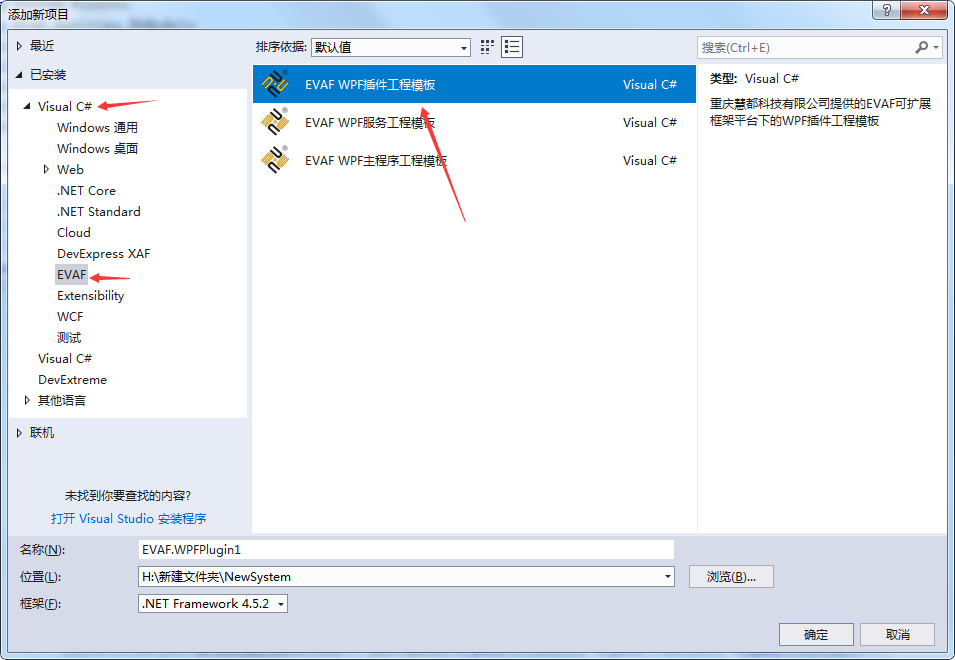 添加新项目
最近
已安装
Visual C#
Windows 通用
Windows 桌面
Web
.NET Core
.NET Standard
Cloud
DevExpress XAF
EVAF
Extensibility
WCF
测试
Visual C#
DevExtreme
其他语言
联机
未找到你要查找的内容?
打开 Visual Studio 安装程序
排序依据: 默认值
EVAF WPF插件工程模板 Visual C#
EVAF WPF服务工程模板 Visual C#
EVAF WPF主程序工程模板 Visual C#
搜索(Ctrl+E)
类型: Visual C#
重庆慧都科技有限公司提供的EVAF可扩展
框架平台下的WPF插件工程模板
名称(N): EVAF.WPFPlugin1
位置(L): H:\新建文件夹\NewSystem 浏览(B)...
框架(F): .NET Framework 4.5.2
确定 取消